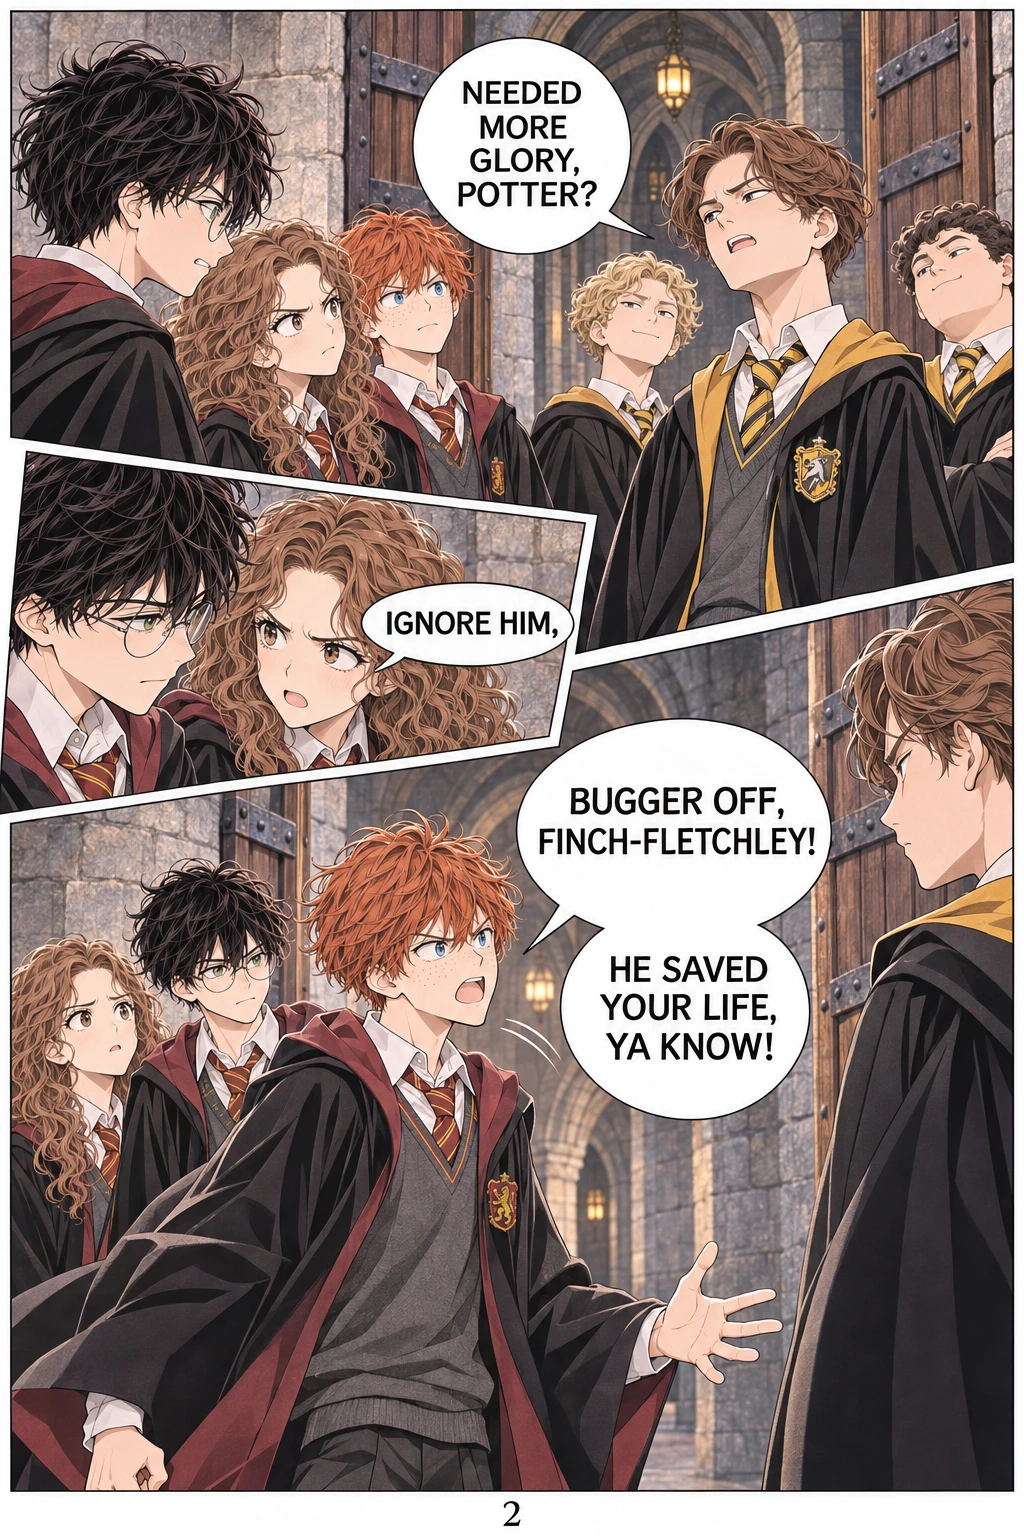 NEEDED
MORE
GLORY,
POTTER?
IGNORE HIM,
BUGGER OFF,
FINCH-FLETCHLEY!
HE SAVED
YOUR LIFE,
YA KNOW!
2